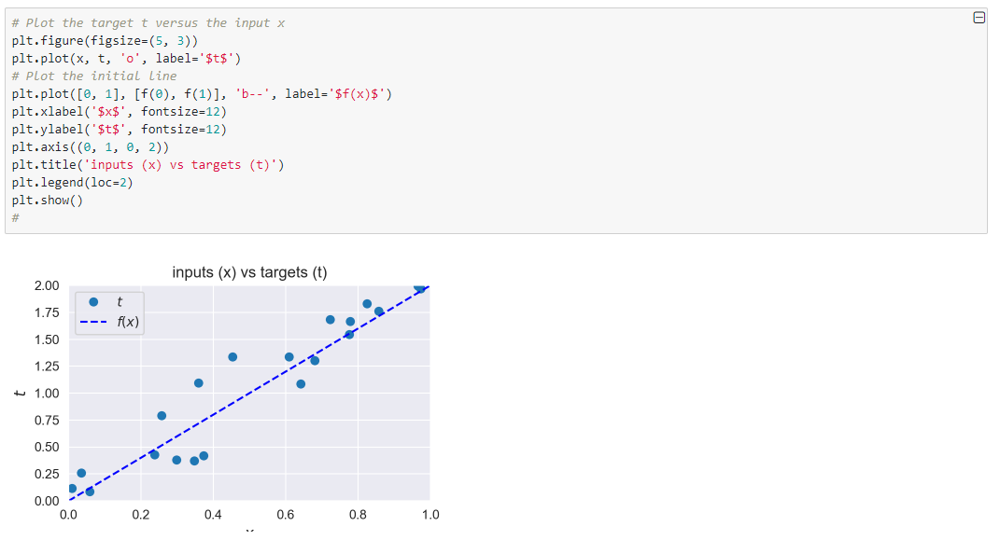 # Plot the target t versus the input x
plt.figure(figsize=(5, 3))
plt.plot(x, t, 'o', label='$t$')
# Plot the initial line
plt.plot([0, 1], [f(0), f(1)], 'b--', label='$f(x)$')
plt.xlabel('$x$', fontsize=12)
plt.ylabel('$t$', fontsize=12)
plt.axis((0, 1, 0, 2))
plt.title('inputs (x) vs targets (t)')
plt.legend(loc=2)
plt.show()
#
inputs (x) vs targets (t)
2.00
1.75
1.50
1.25
1.00
0.75
0.50
0.25
0.00
t
t
f(x)
0.0 0.2 0.4 0.6 0.8 1.0